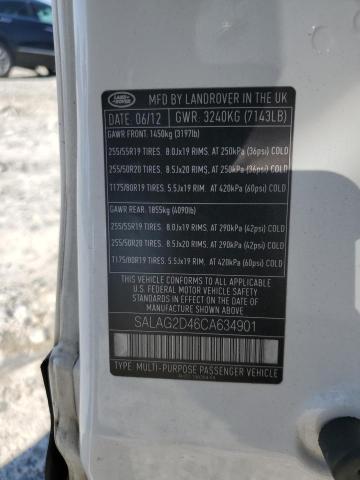 LAND ROVER
MFD BY LANDROVER IN THE UK
DATE: 06/12 GWR: 3240KG (7143LB)
GAWR FRONT: 1450kg (3197lb)
255/55R19 TIRES. 8.0Jx19 RIMS, AT 250kPa (36psi) COLD
255/50R20 TIRES. 8.5Jx20 RIMS, AT 250kPa (36psi) COLD
T175/80R19 TIRES. 5.5Jx19 RIM, AT 420kPa (60psi) COLD
GAWR REAR: 1855kg (4090lb)
255/55R19 TIRES. 8.0Jx19 RIMS, AT 290kPa (42psi) COLD
255/50R20 TIRES. 8.5Jx20 RIMS, AT 290kPa (42psi) COLD
T175/80R19 TIRES. 5.5Jx19 RIM, AT 420kPa (60psi) COLD
THIS VEHICLE CONFORMS TO ALL APPLICABLE
U.S. FEDERAL MOTOR VEHICLE SAFETY STANDARDS
IN EFFECT ON THE DATE OF
MANUFACTURE SHOWN ABOVE
SALAG2D46CA634901
TYPE: MULTI-PURPOSE PASSENGER VEHICLE